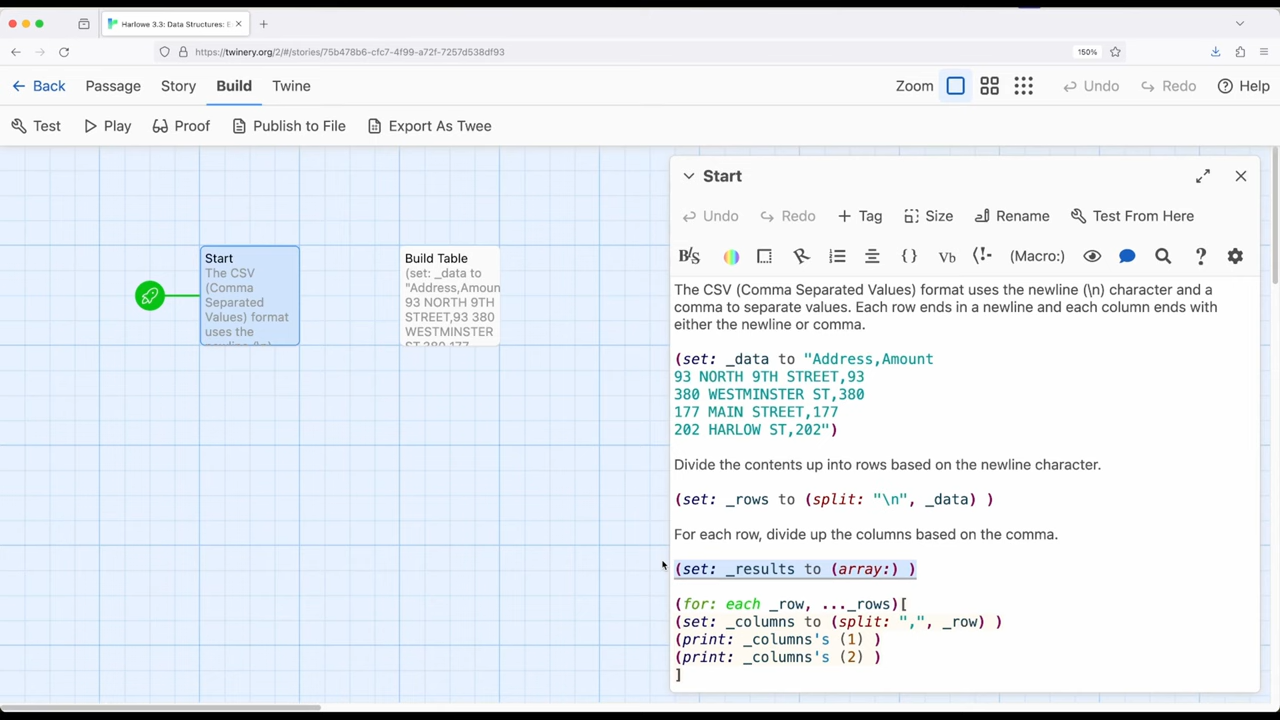 Harlowe 3.3: Data Structures: E
https://twinery.org/2/#/stories/75b478b6-cfc7-4f99-a72f-7257d538df93
150%
Back
Passage
Story
Build
Twine
Zoom
Undo
Redo
Help
Test
Play
Proof
Publish to File
Export As Twee
Start
The CSV
(Comma
Separated
Values) format
uses the
newline (\n)
Build Table
(set: _data to
"Address,Amoun
93 NORTH 9TH
STREET,93 380
WESTMINSTER
ST,380 177
Start
Undo
Redo
+ Tag
Size
Rename
Test From Here
B/S
Vb
(Macro:)
The CSV (Comma Separated Values) format uses the newline (\n) character and a
comma to separate values. Each row ends in a newline and each column ends with
either the newline or comma.
(set: _data to "Address,Amount
93 NORTH 9TH STREET,93
380 WESTMINSTER ST,380
177 MAIN STREET,177
202 HARLOW ST,202")
Divide the contents up into rows based on the newline character.
(set: _rows to (split: "\n", _data) )
For each row, divide up the columns based on the comma.
(set: _results to (array:) )
(for: each _row, ..._rows)[
(set: _columns to (split: ",", _row) )
(print: _columns's (1) )
(print: _columns's (2) )
]